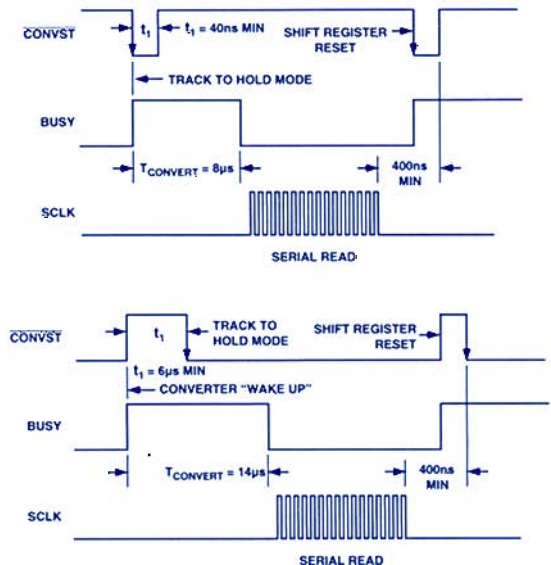 CONVST
t1
t1 = 40ns MIN
SHIFT REGISTER
RESET
TRACK TO HOLD MODE
BUSY
TCONVERT = 8μs
400ns
MIN
SCLK
SERIAL READ
CONVST
t1
TRACK TO
HOLD MODE
SHIFT REGISTER
RESET
t1 = 6μs MIN
CONVERTER "WAKE UP"
BUSY
TCONVERT = 14μs
400ns
MIN
SCLK
SERIAL READ